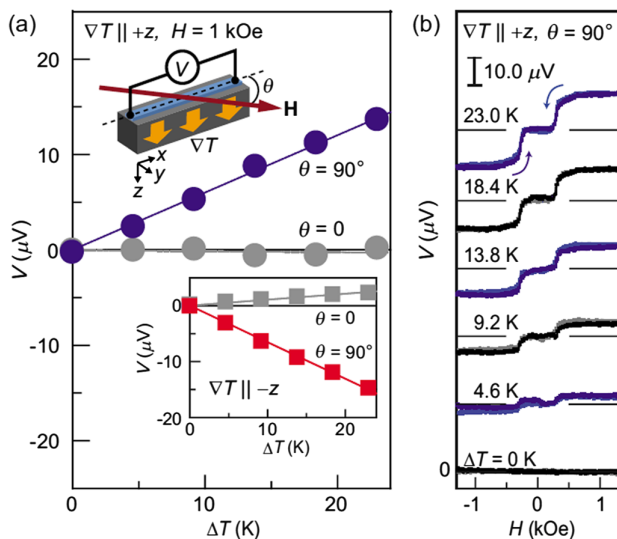 (a)
∇T || +z, H = 1 kOe
V
θ
H
∇T
x
y
z
θ = 90°
θ = 0
20
10
0
-10
-20
V (µV)
0
10
20
ΔT (K)
0
-10
-20
V (µV)
θ = 0
θ = 90°
∇T || −z
0
10
20
ΔT (K)
(b)
∇T || +z, θ = 90°
10.0 µV
23.0 K
18.4 K
13.8 K
9.2 K
4.6 K
ΔT = 0 K
0
V (µV)
-1
0
1
H (kOe)